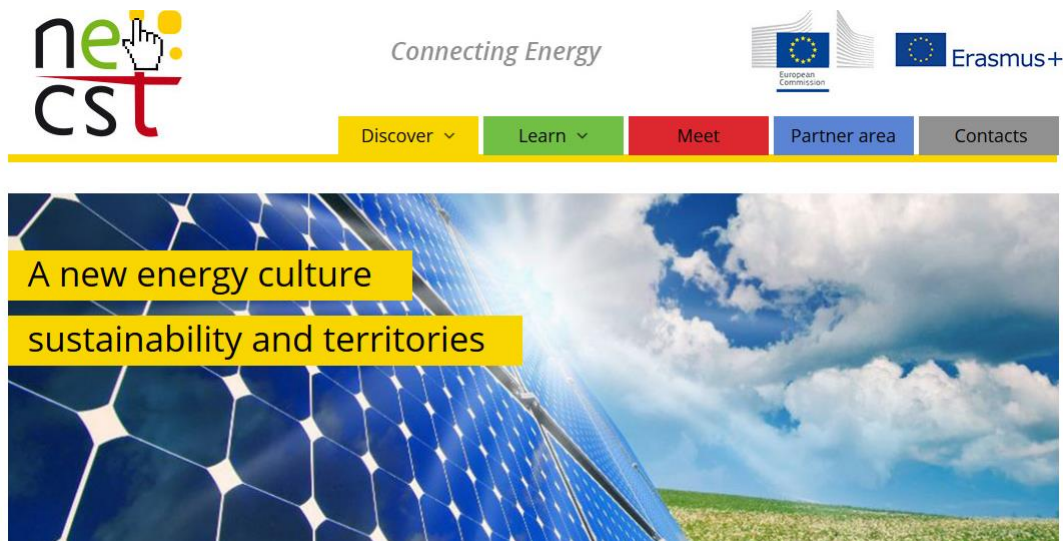 ne
cst
Connecting Energy
European
Commission
Erasmus+
Discover
Learn
Meet
Partner area
Contacts
A new energy culture
sustainability and territories